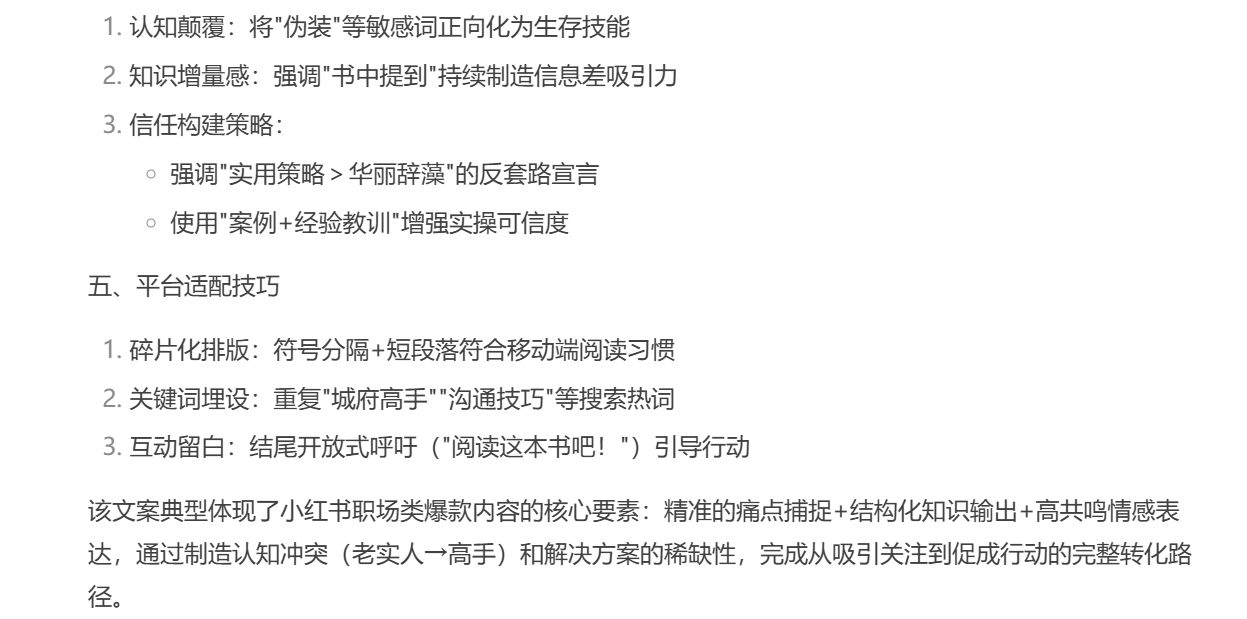 1. 认知颠覆：将"伪装"等敏感词正向化为生存技能
2. 知识增量感：强调"书中提到"持续制造信息差吸引力
3. 信任构建策略：
○ 强调"实用策略＞华丽辞藻"的反套路宣言
○ 使用"案例+经验教训"增强实操可信度
五、平台适配技巧
1. 碎片化排版：符号分隔+短段落符合移动端阅读习惯
2. 关键词埋设：重复"城府高手""沟通技巧"等搜索热词
3. 互动留白：结尾开放式呼吁（"阅读这本书吧！"）引导行动
该文案典型体现了小红书职场类爆款内容的核心要素：精准的痛点捕捉+结构化知识输出+高共鸣情感表
达，通过制造认知冲突（老实人→高手）和解决方案的稀缺性，完成从吸引关注到促成行动的完整转化路
径。